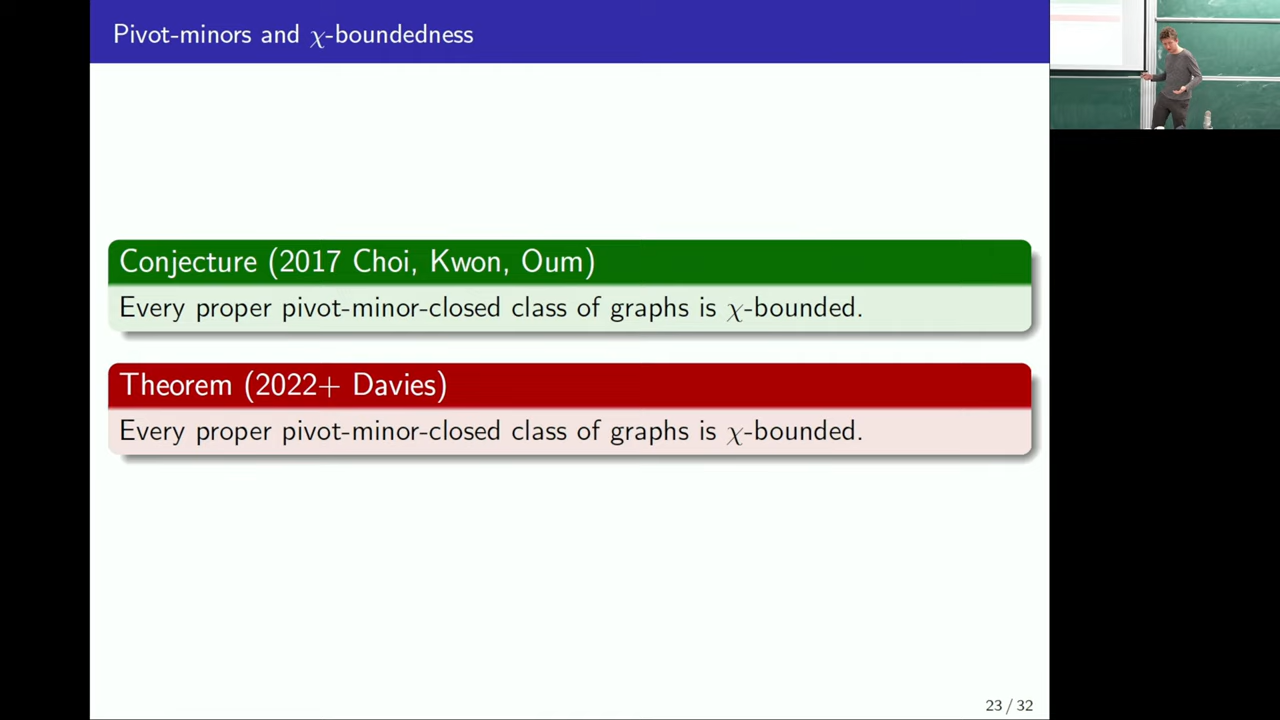 Pivot-minors and χ-boundedness
Conjecture (2017 Choi, Kwon, Oum)
Every proper pivot-minor-closed class of graphs is χ-bounded.
Theorem (2022+ Davies)
Every proper pivot-minor-closed class of graphs is χ-bounded.
23 / 32